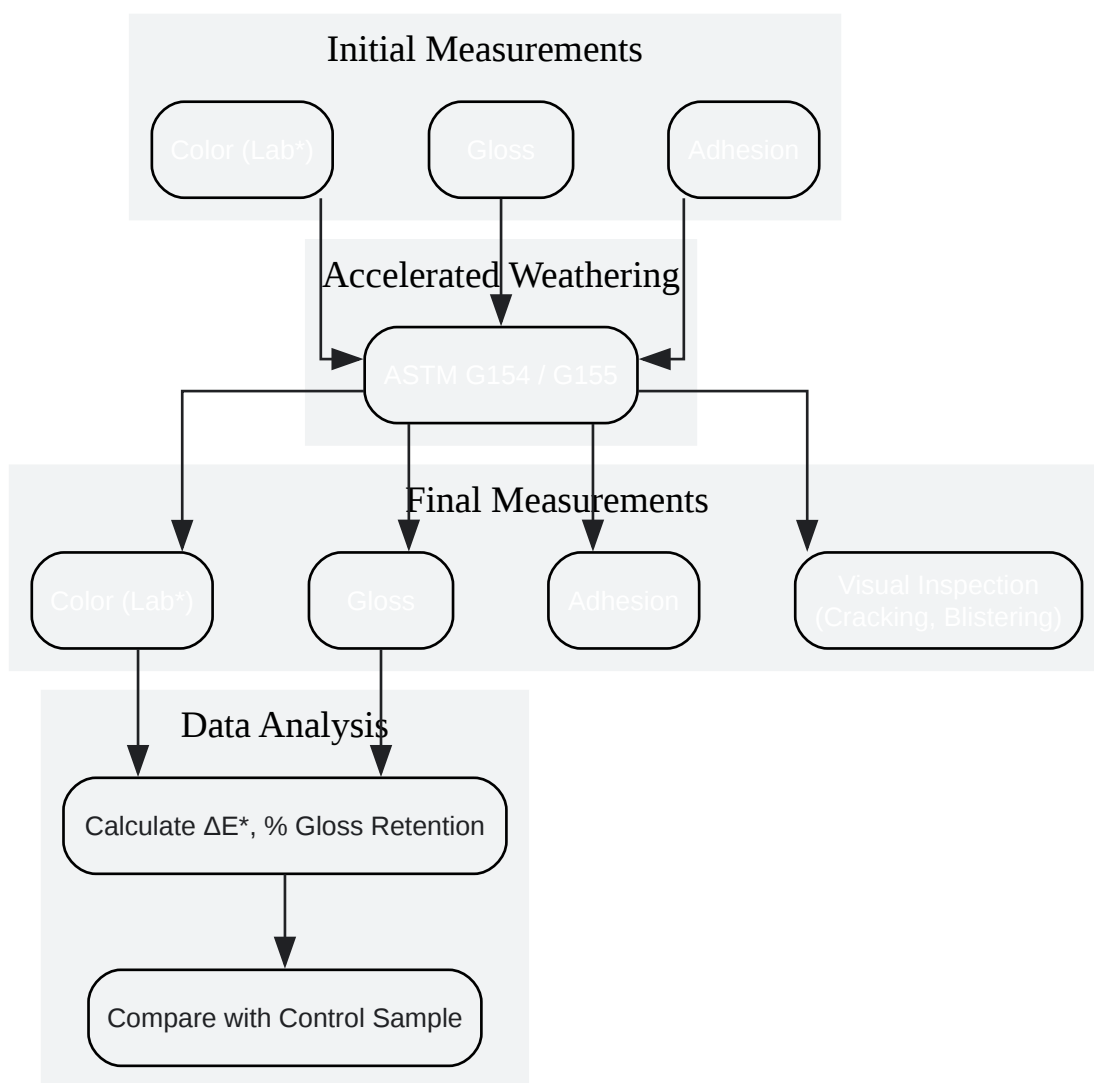 Initial Measurements
Color (Lab*)
Gloss
Adhesion
Accelerated Weathering
ASTM G154 / G155
Final Measurements
Color (Lab*)
Gloss
Adhesion
Visual Inspection
(Cracking, Blistering)
Data Analysis
Calculate ΔE*, % Gloss Retention
Compare with Control Sample